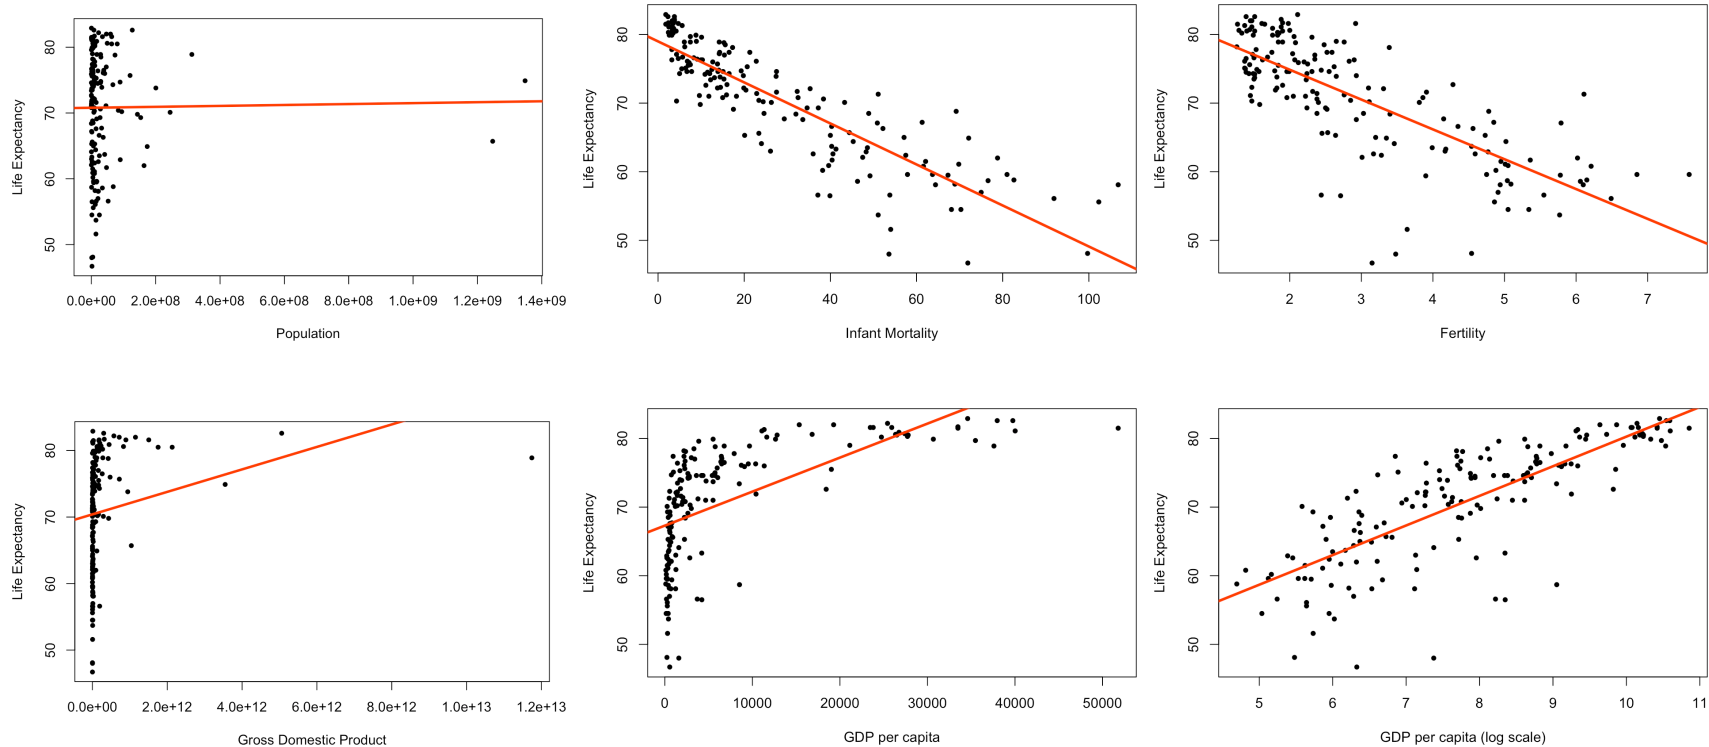 Life Expectancy
80
70
60
50
0.0e+00 2.0e+08 4.0e+08 6.0e+08 8.0e+08 1.0e+09 1.2e+09 1.4e+09
Population
Life Expectancy
80
70
60
50
0 20 40 60 80 100
Infant Mortality
Life Expectancy
80
70
60
50
2 3 4 5 6 7
Fertility
Life Expectancy
80
70
60
50
0.0e+00 2.0e+12 4.0e+12 6.0e+12 8.0e+12 1.0e+13 1.2e+13
Gross Domestic Product
Life Expectancy
80
70
60
50
0 10000 20000 30000 40000 50000
GDP per capita
Life Expectancy
80
70
60
50
5 6 7 8 9 10 11
GDP per capita (log scale)